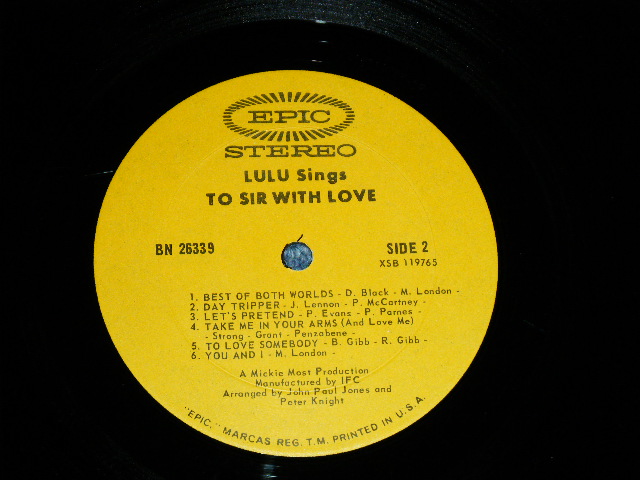 EPIC
STEREO
LULU Sings
TO SIR WITH LOVE
BN 26339
SIDE 2
XSB 119765
1. BEST OF BOTH WORLDS - D. Black - M. London -
2. DAY TRIPPER - J. Lennon - P. McCartney -
3. LET'S PRETEND - P. Evans - P. Parnes -
4. TAKE ME IN YOUR ARMS (And Love Me)
- Strong - Grant - Penzabene -
5. TO LOVE SOMEBODY - B. Gibb - R. Gibb -
6. YOU AND I - M. London -
A Mickie Most Production
Manufactured by IFC
Arranged by John Paul Jones and
Peter Knight
"EPIC," MARCAS REG. T.M. PRINTED IN U.S.A.